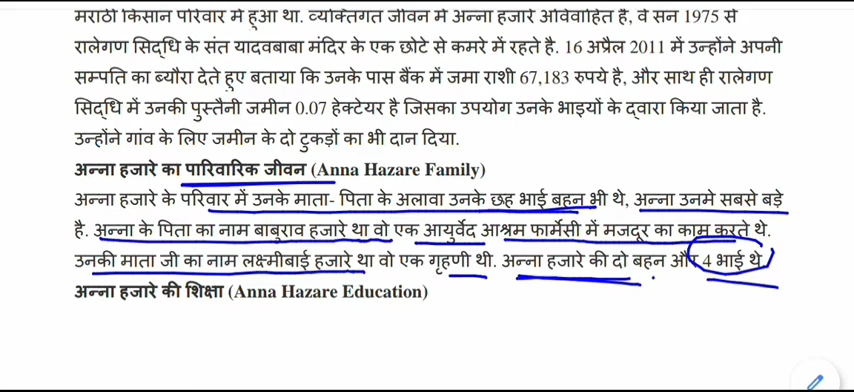 मराठी किसान परिवार में हुआ था. व्यक्तिगत जीवन में अन्ना हजारे अविवाहित है, वे सन 1975 से
रालेगण सिद्धि के संत यादवबाबा मंदिर के एक छोटे से कमरे में रहते है. 16 अप्रैल 2011 में उन्होंने अपनी
सम्पति का ब्यौरा देते हुए बताया कि उनके पास बैंक में जमा राशी 67,183 रुपये है, और साथ ही रालेगण
सिद्धि में उनकी पुस्तैनी जमीन 0.07 हेक्टेयर है जिसका उपयोग उनके भाइयों के द्वारा किया जाता है.
उन्होंने गांव के लिए जमीन के दो टुकड़ों का भी दान दिया.
अन्ना हजारे का पारिवारिक जीवन (Anna Hazare Family)
अन्ना हजारे के परिवार में उनके माता- पिता के अलावा उनके छह भाई बहन भी थे, अन्ना उनमे सबसे बड़े
है. अन्ना के पिता का नाम बाबुराव हजारे था वो एक आयुर्वेद आश्रम फार्मेसी में मजदूर का काम करते थे.
उनकी माता जी का नाम लक्ष्मीबाई हजारे था वो एक गृहणी थी. अन्ना हजारे की दो बहन और 4 भाई थे.
अन्ना हजारे की शिक्षा (Anna Hazare Education)